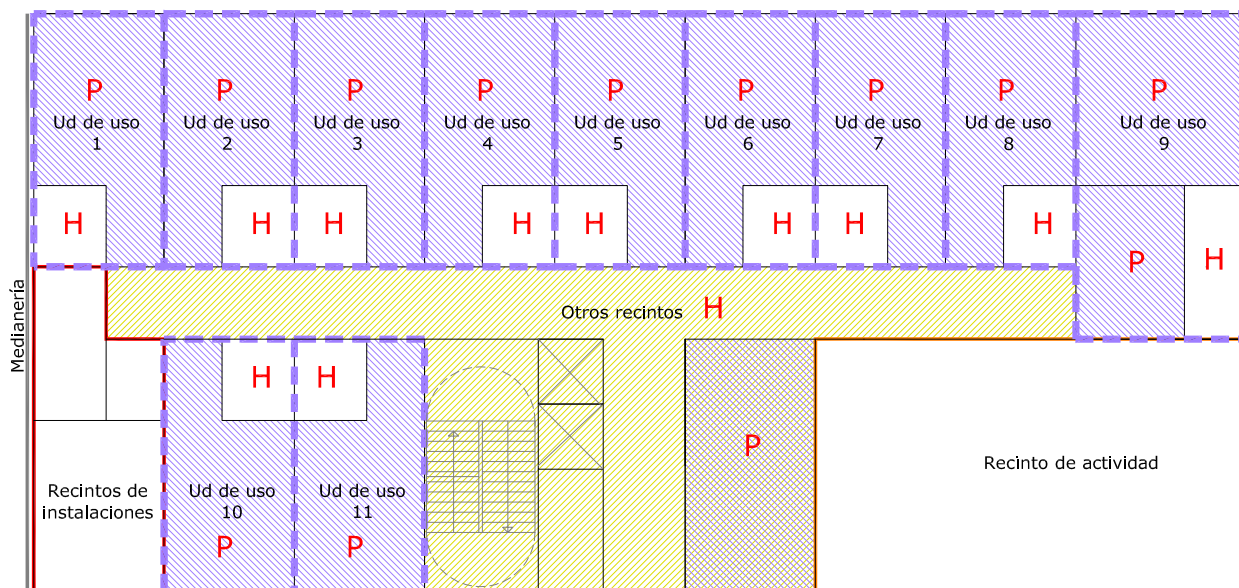 P P P P P P P P P
Ud de uso Ud de uso Ud de uso Ud de uso Ud de uso Ud de uso Ud de uso Ud de uso Ud de uso
1 2 3 4 5 6 7 8 9
H H H H H H H H
P H
Otros recintos H
Medianería
H H
P
Recinto de actividad
Recintos de Ud de uso Ud de uso
instalaciones 10 11
P P